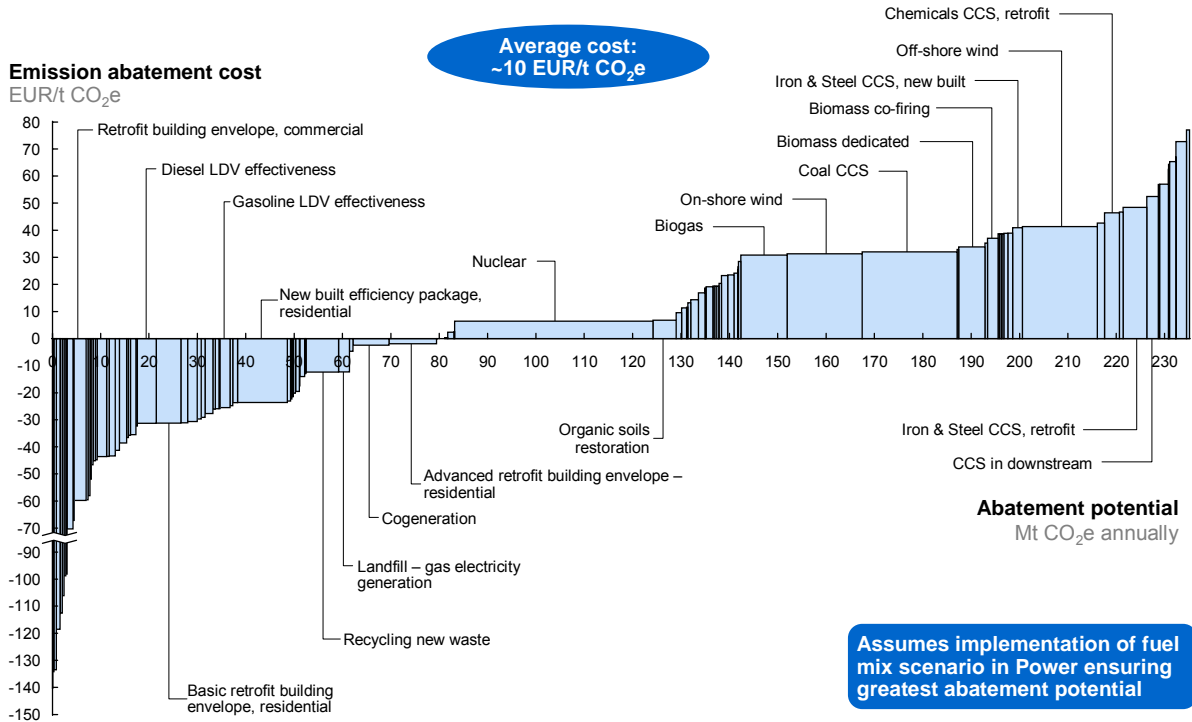 Chemicals CCS, retrofit
Average cost:
~10 EUR/t CO₂e
Off-shore wind
Emission abatement cost
EUR/t CO₂e
Iron & Steel CCS, new built
Biomass co-firing
Retrofit building envelope, commercial
Biomass dedicated
Diesel LDV effectiveness
Coal CCS
Gasoline LDV effectiveness
On-shore wind
Biogas
Nuclear
New built efficiency package,
residential
80
70
60
50
40
30
20
10
0
-10
-20
-30
-40
-50
-60
-70
-90
-100
-110
-120
-130
-140
-150
0 10 20 30 40 50 60 70 80 90 100 110 120 130 140 150 160 170 180 190 200 210 220 230
Organic soils
restoration
Iron & Steel CCS, retrofit
CCS in downstream
Advanced retrofit building envelope –
residential
Cogeneration
Abatement potential
Mt CO₂e annually
Landfill – gas electricity
generation
Recycling new waste
Basic retrofit building
envelope, residential
Assumes implementation of fuel
mix scenario in Power ensuring
greatest abatement potential